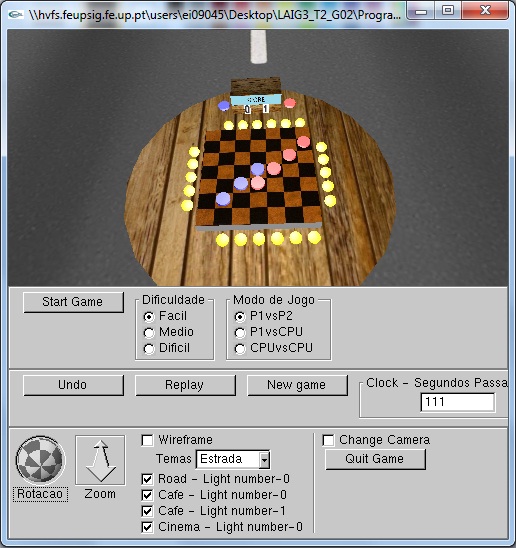 \\hvfs.feupsig.fe.up.pt\users\ei09045\Desktop\LAIG3_T2_G02\Progra...
0 1
Start Game
Dificuldade
Facil
Medio
Dificil
Modo de Jogo
P1vsP2
P1vsCPU
CPUvsCPU
Undo
Replay
New game
Clock - Segundos Passa
111
Rotacao
Zoom
Wireframe
Temas Estrada
Road - Light number-0
Cafe - Light number-0
Cafe - Light number-1
Cinema - Light number-0
Change Camera
Quit Game